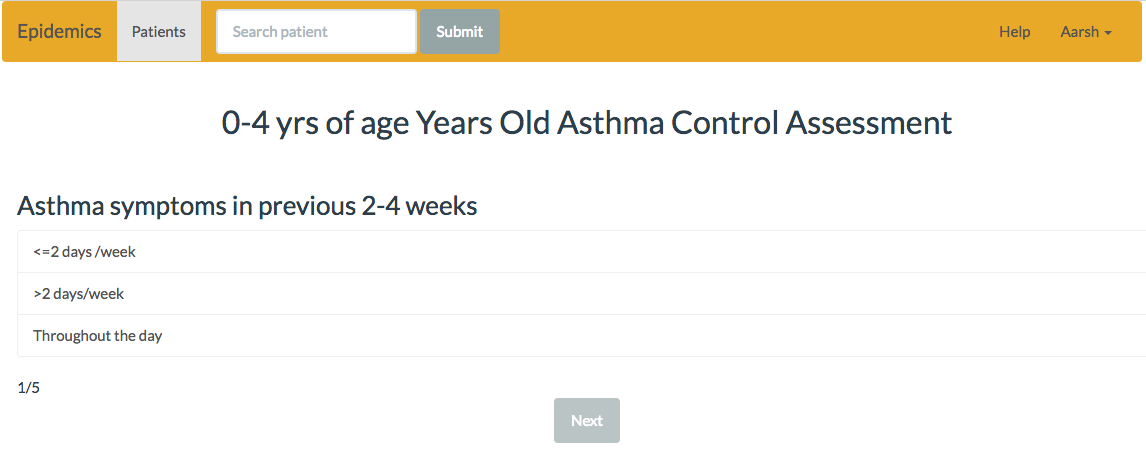 Epidemics Patients Search patient Submit Help Aarsh
0-4 yrs of age Years Old Asthma Control Assessment
Asthma symptoms in previous 2-4 weeks
<=2 days /week
>2 days/week
Throughout the day
1/5
Next